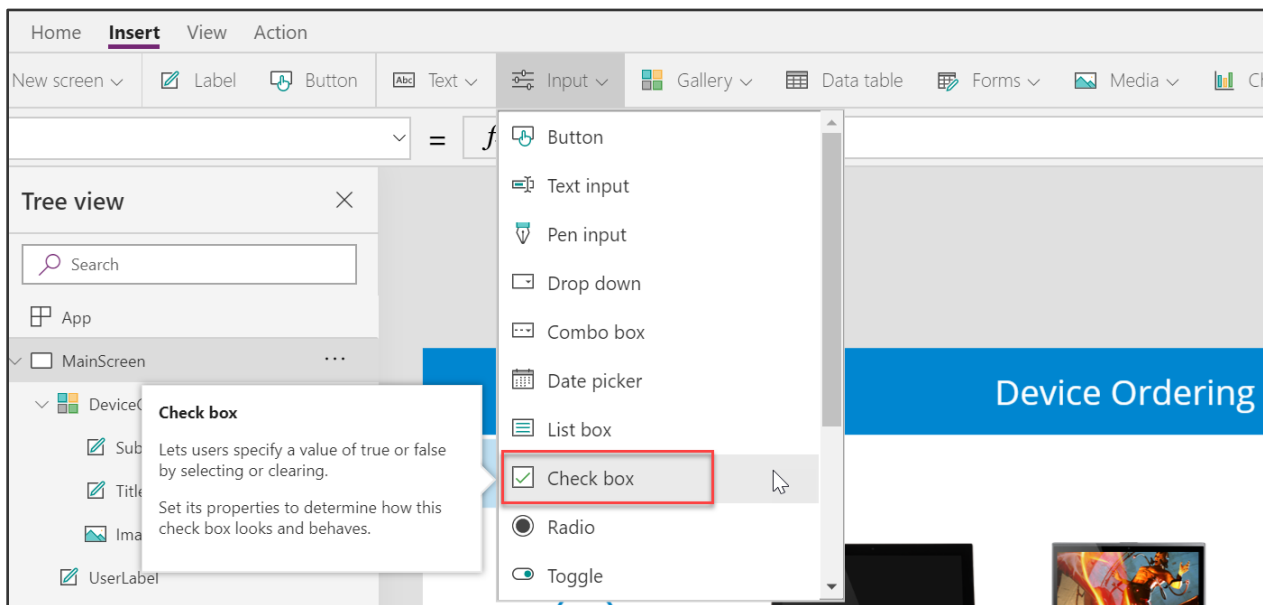 Home Insert View Action
New screen Label Button Abc Text Input Gallery Data table Forms Media
=
Tree view
Search
App
MainScreen
UserLabel
Check box
Lets users specify a value of true or false
by selecting or clearing.
Set its properties to determine how this
check box looks and behaves.
Button
Text input
Pen input
Drop down
Combo box
Date picker
List box
Check box
Radio
Toggle
Device Ordering